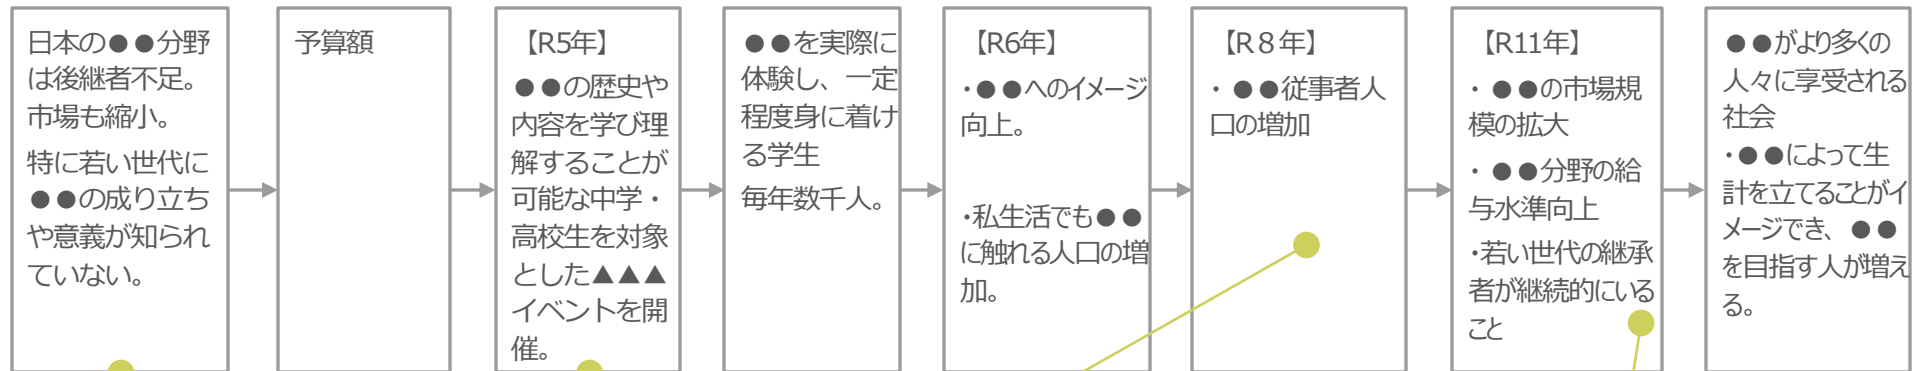 日本の●●分野
は後継者不足。
市場も縮小。
特に若い世代に
●●の成り立ち
や意義が知られ
ていない。
予算額
【R5年】
●●の歴史や
内容を学び理
解することが
可能な中学・
高校生を対象
とした▲▲▲
イベントを開
催。
●●を実際に
体験し、一定
程度身に着け
る学生
毎年数千人。
【R6年】
・●●へのイメージ
向上。
・私生活でも●●
に触れる人口の増
加。
【R８年】
・ ●●従事者人
口の増加
【R11年】
・ ●●の市場規
模の拡大
・ ●●分野の給
与水準向上
・若い世代の継承
者が継続的にいる
こと
●●がより多くの
人々に享受される
社会
・●●によって生
計を立てることがイ
メージでき、 ●●
を目指す人が増え
る。